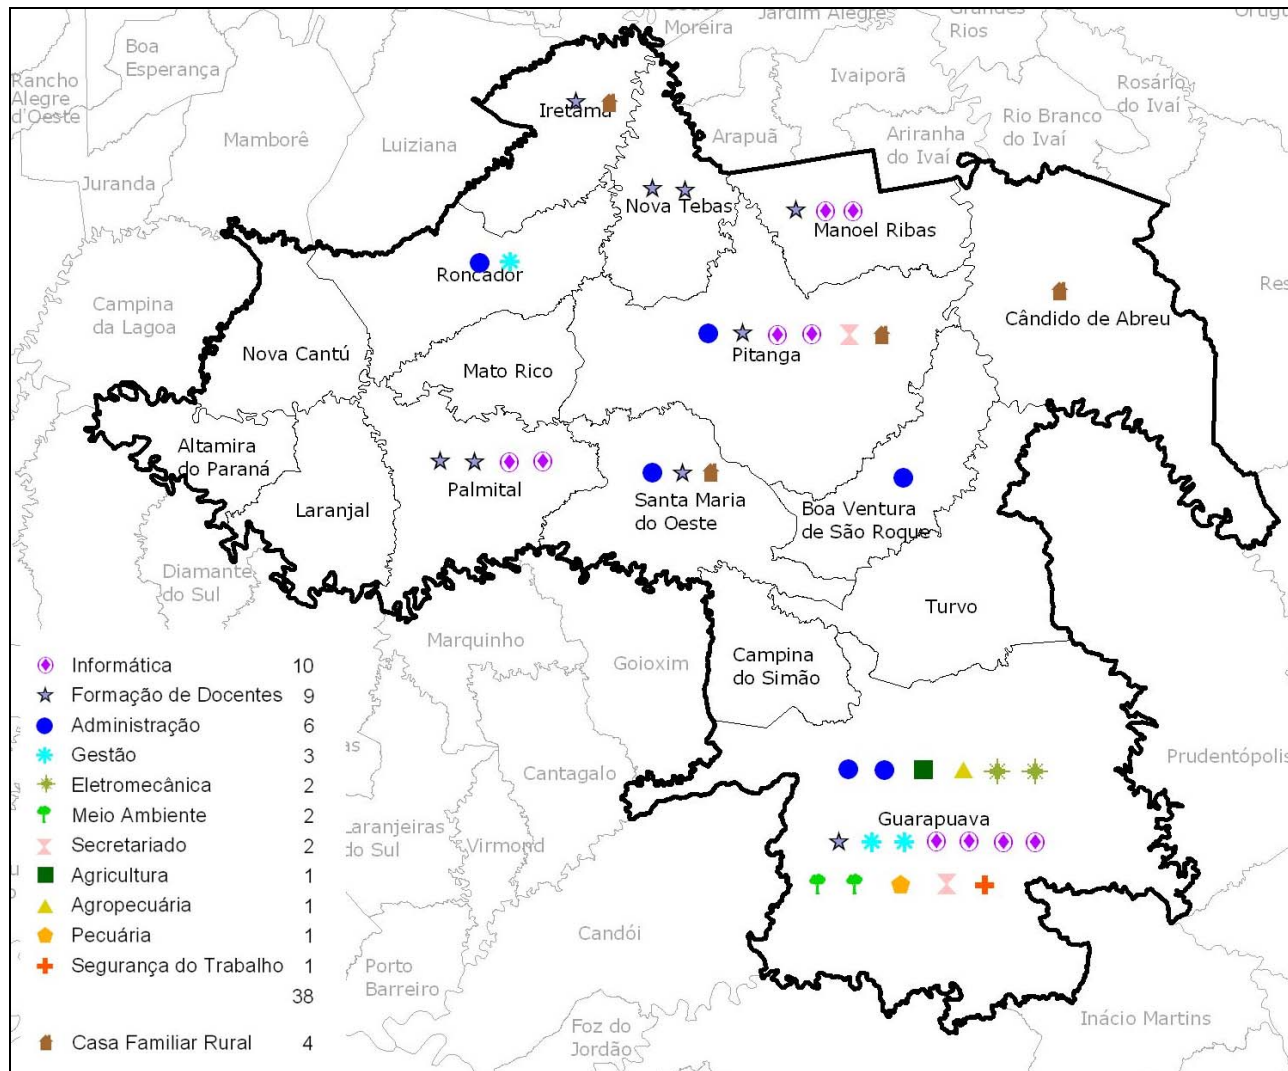 Moreira
Jardim Alegre
Grandes
Rios
Boa
Esperança
Rancho
Alegre
d'Oeste
Ivaiporã
Rosário
do Ivaí
Iretama
Mamborê
Luiziana
Arapuã
Ariranha
do Ivaí
Rio Branco
do Ivaí
Juranda
Nova Tebas
Manoel Ribas
Roncador
Res
Campina
da Lagoa
Cândido de Abreu
Nova Cantú
Pitanga
Mato Rico
Altamira
do Paraná
Palmital
Laranjal
Santa Maria
do Oeste
Boa Ventura
de São Roque
Diamante
do Sul
Turvo
Marquinho
Goioxim
Campina
do Simão
Prudentópolis
Cantagalo
Laranjeiras
do Sul
Virmond
Guarapuava
Candói
Porto
Barreiro
Foz do
Jordão
Inácio Martins
Informática 10
Formação de Docentes 9
Administração 6
Gestão 3
Eletromecânica 2
Meio Ambiente 2
Secretariado 2
Agricultura 1
Agropecuária 1
Pecuária 1
Segurança do Trabalho 1
38
Casa Familiar Rural 4